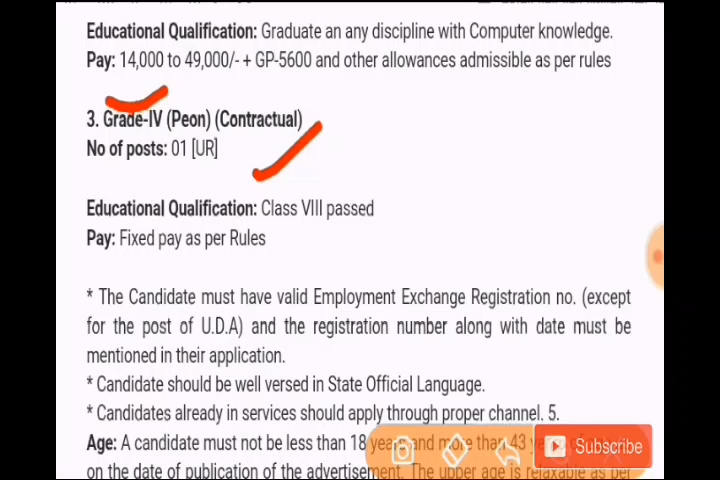 Educational Qualification: Graduate an any discipline with Computer knowledge.
Pay: 14,000 to 49,000/- + GP-5600 and other allowances admissible as per rules
3. Grade-IV (Peon) (Contractual)
No of posts: 01 [UR]
Educational Qualification: Class VIII passed
Pay: Fixed pay as per Rules
* The Candidate must have valid Employment Exchange Registration no. (except
for the post of U.D.A) and the registration number along with date must be
mentioned in their application.
* Candidate should be well versed in State Official Language.
* Candidates already in services should apply through proper channel. 5.
Age: A candidate must not be less than 18 years and more than 43 
on the date of publication of the advertisement. The upper age is relaxable as per
Subscribe